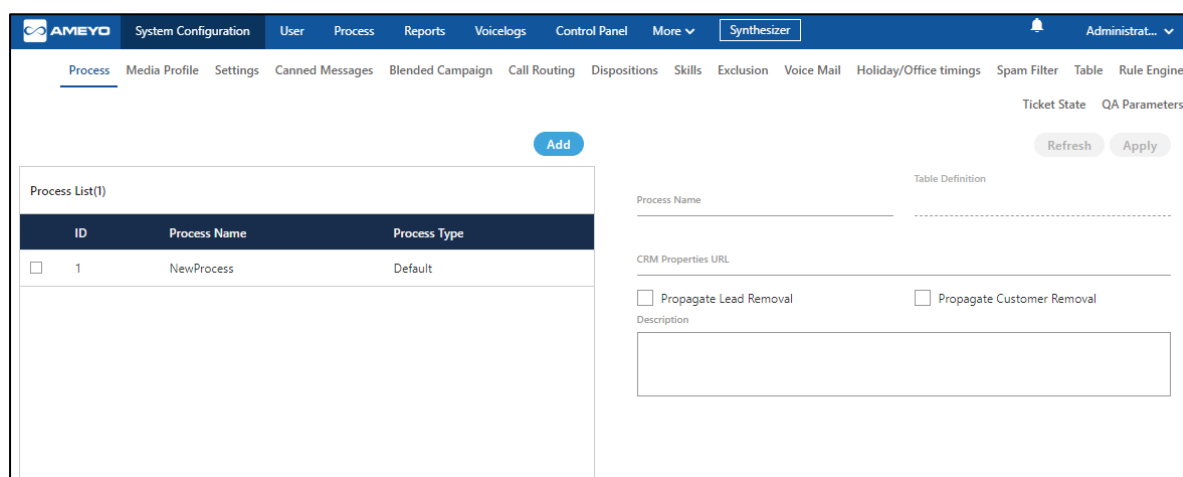 AMEYO System Configuration User Process Reports Voicelogs Control Panel More Synthesizer Administrat...
Process Media Profile Settings Canned Messages Blended Campaign Call Routing Dispositions Skills Exclusion Voice Mail Holiday/Office timings Spam Filter Table Rule Engine
Ticket State QA Parameters
Add Refresh Apply
Process List(1)
ID Process Name Process Type
1 NewProcess Default
Table Definition
Process Name
CRM Properties URL
Propagate Lead Removal Propagate Customer Removal
Description